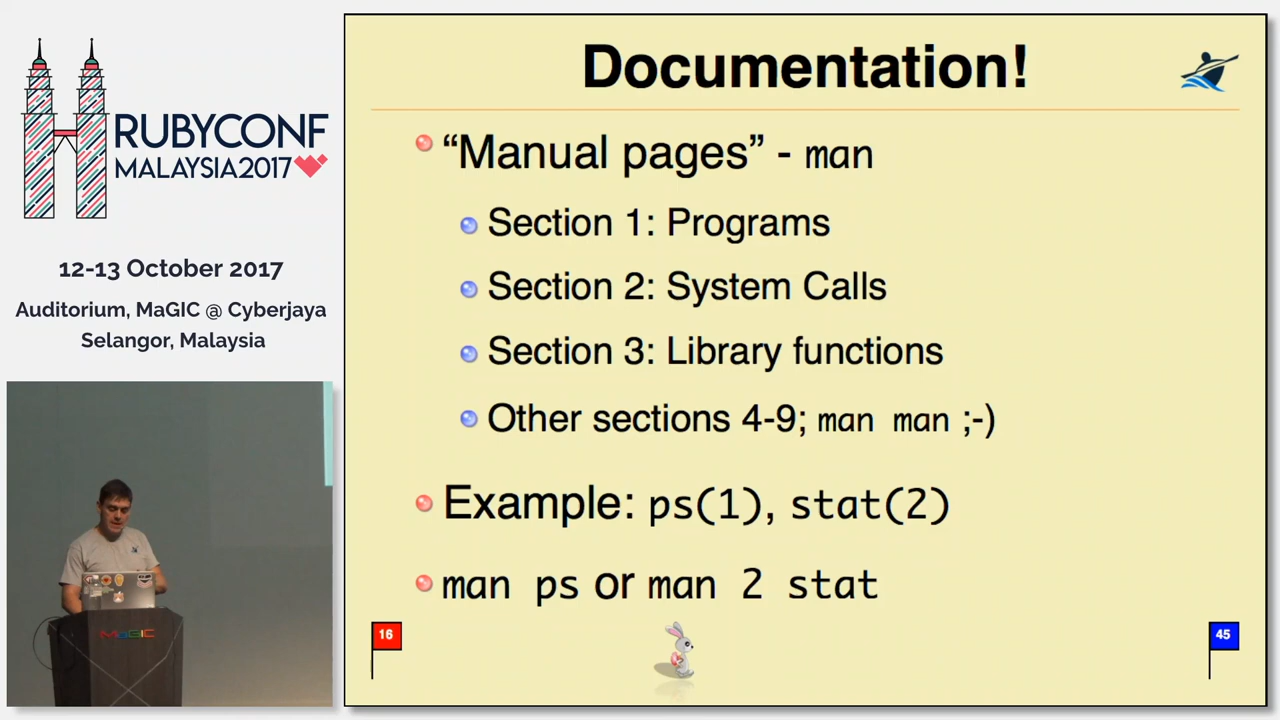 RUBYCONF
MALAYSIA2017
12-13 October 2017
Auditorium, MaGIC @ Cyberjaya
Selangor, Malaysia
MaGIC
Documentation!
“Manual pages” - man
Section 1: Programs
Section 2: System Calls
Section 3: Library functions
Other sections 4-9; man man ;-)
Example: ps(1), stat(2)
man ps or man 2 stat
16
45